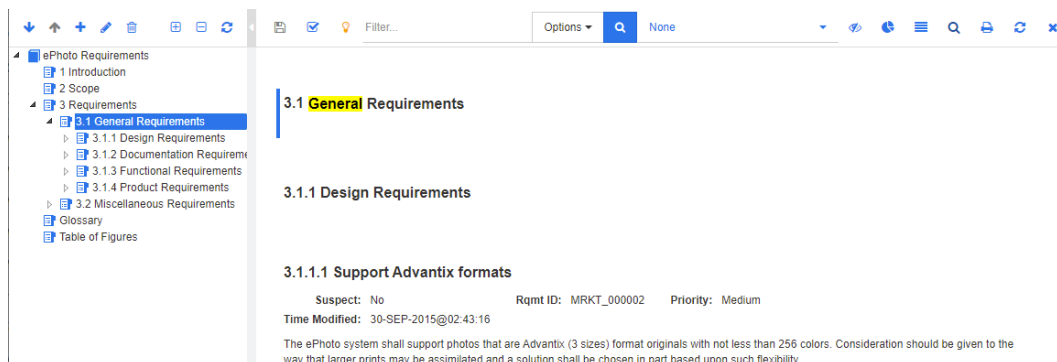 Filter...
Options
None
ePhoto Requirements
1 Introduction
2 Scope
3 Requirements
3.1 General Requirements
3.1.1 Design Requirements
3.1.2 Documentation Requireme
3.1.3 Functional Requirements
3.1.4 Product Requirements
3.2 Miscellaneous Requirements
Glossary
Table of Figures
3.1 General Requirements
3.1.1 Design Requirements
3.1.1.1 Support Advantix formats
Suspect: No Rqmt ID: MRKT_000002 Priority: Medium
Time Modified: 30-SEP-2015@02:43:16
The ePhoto system shall support photos that are Advantix (3 sizes) format originals with not less than 256 colors. Consideration should be given to the
way that larger prints may be assimilated and a solution shall be chosen in part based upon such flexibility